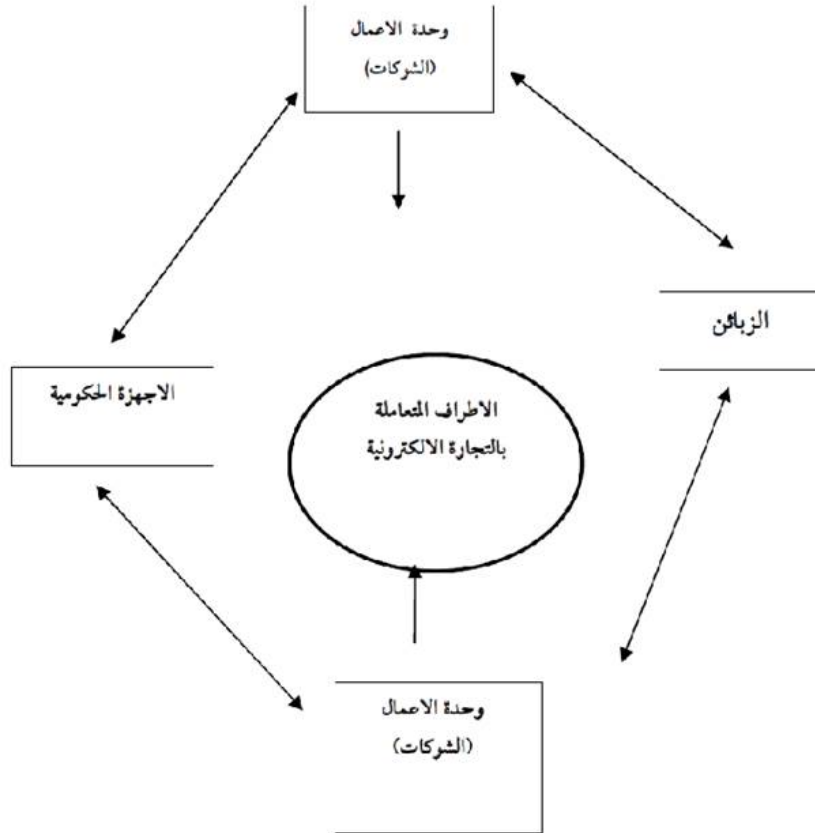 وحدة الاعمال
(الشركات)
الزبائن
الاجهزة الحكومية
الاطراف المتعاملة
بالتجارة الالكترونية
وحدة الاعمال
(الشركات)